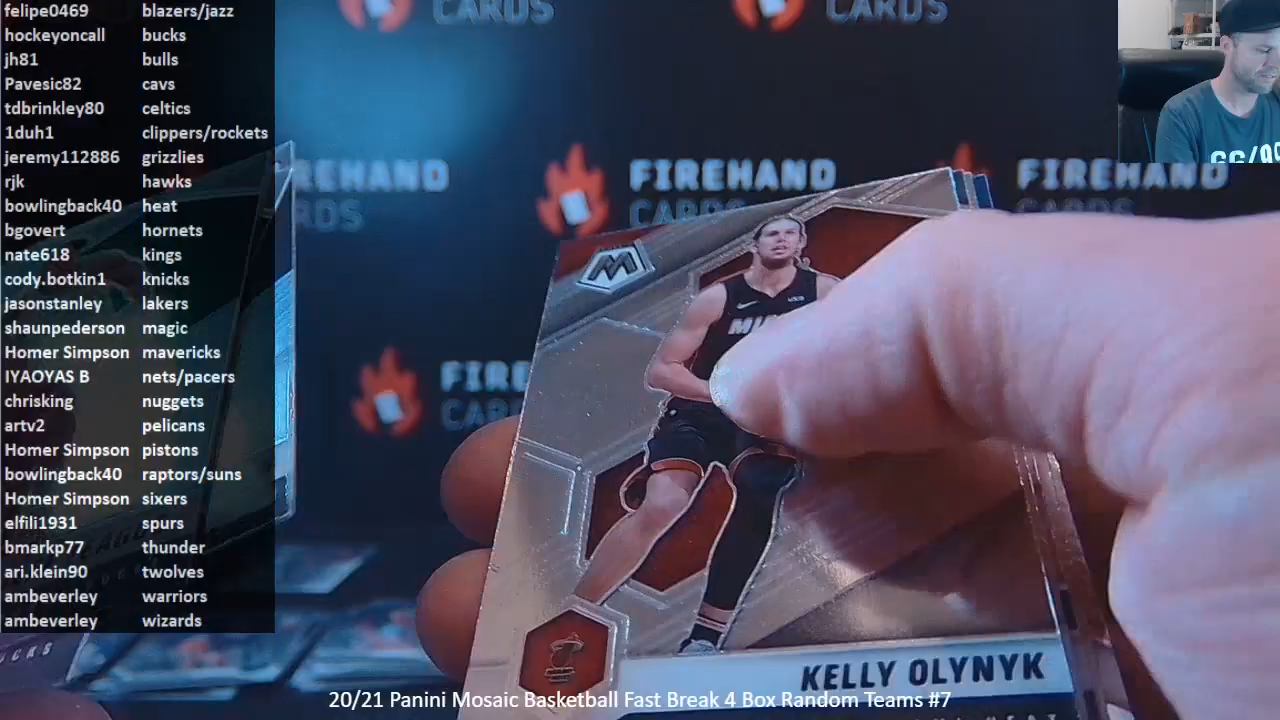 felipe0469 blazers/jazz
hockeyoncall bucks
jh81 bulls
Pavesic82 cavs
tdbrinkley80 celtics
1duh1 clippers/rockets
jeremy112886 grizzlies
rjk hawks
bowlingback40 heat
bgovert hornets
nate618 kings
cody.botkin1 knicks
jasonstanley lakers
shaunpederson magic
Homer Simpson mavericks
IYAOYAS B nets/pacers
chrisking nuggets
artv2 pelicans
Homer Simpson pistons
bowlingback40 raptors/suns
Homer Simpson sixers
elfili1931 spurs
bmarkp77 thunder
ari.klein90 twolves
ambeverley warriors
ambeverley wizards
CARDS
CARDS
FIREHAND
CARDS
FIREHAND
CARDS
FIREHAND
CARDS
FIRE
CARDS
M
KELLY OLYNYK
20/21 Panini Mosaic Basketball Fast Break 4 Box Random Teams #7